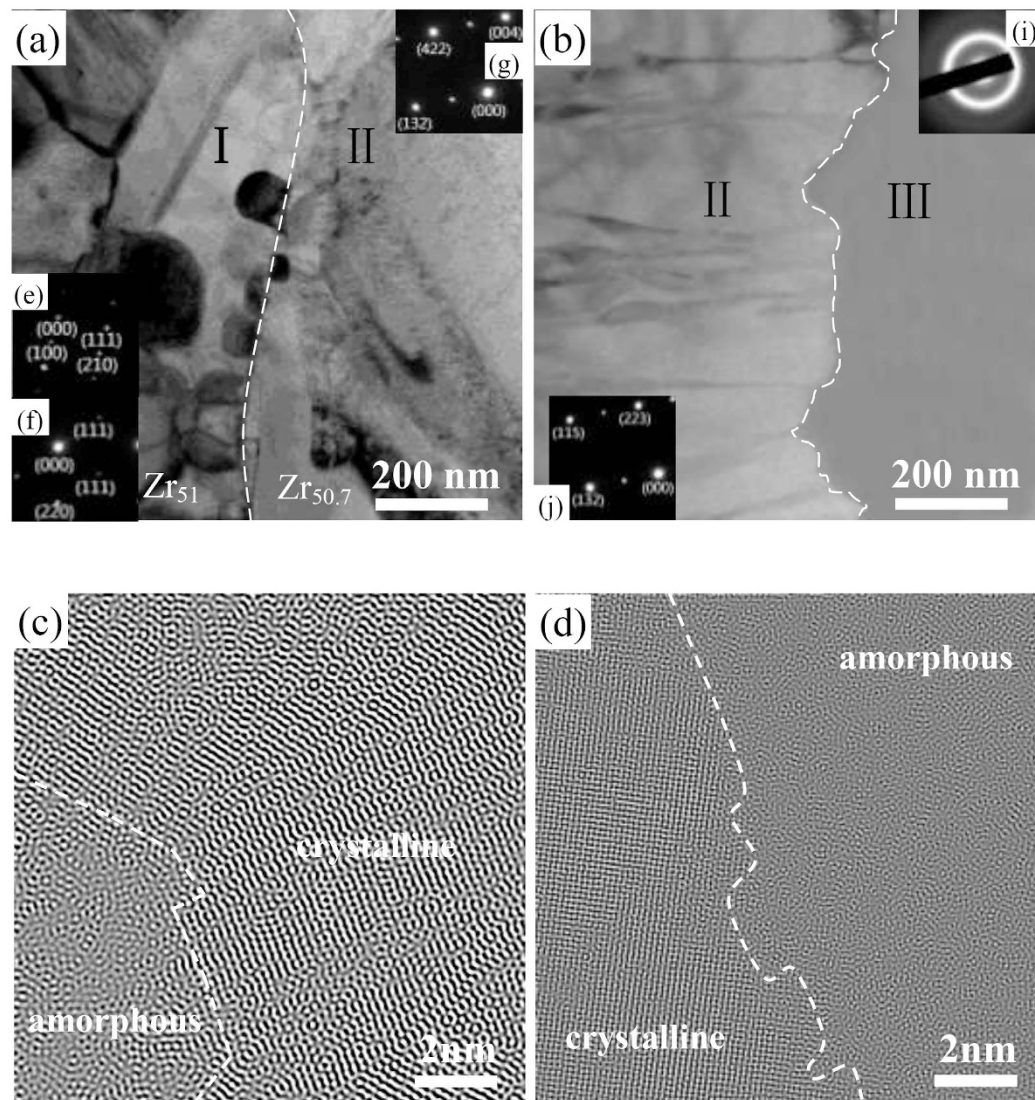 (a)
I
II
(004)
(422)
(g)
(000)
(132)
(e)
(000)
(111)
(100)
(210)
(f)
(111)
(000)
(111)
(220)
Zr51
Zr50.7
200 nm
(b)
(i)
II
III
(115)
(223)
(132)
(000)
(j)
200 nm
(c)
crystalline
amorphous
2nm
(d)
amorphous
crystalline
2nm